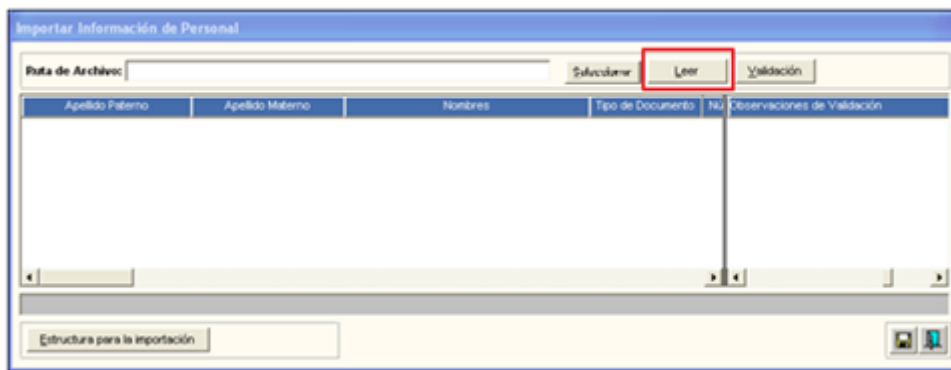 Importar Información de Personal
Ruta de Archivo: Seleccionar Leer Validación
Apellido Paterno Apellido Materno Nombres Tipo de Documento Nú Observaciones de Validación
Estructura para la importación